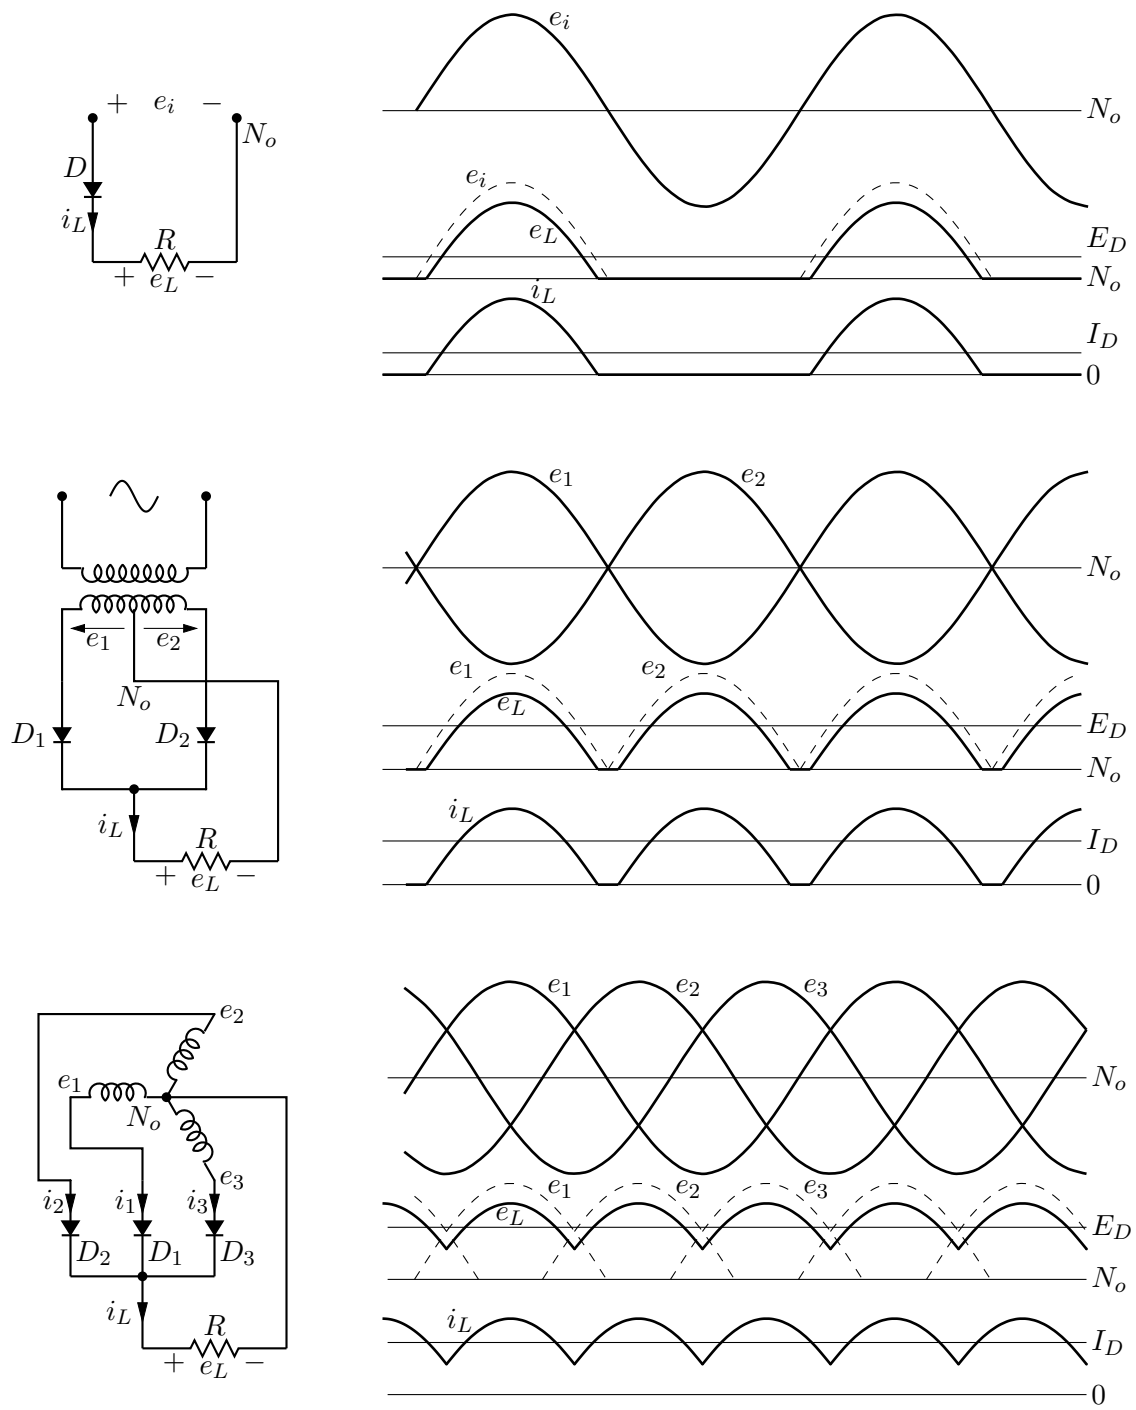 + e_i −
N_o
D
i_L
R
+ e_L −
e_i
N_o
e_i
e_L
E_D
N_o
i_L
I_D
0
e_1 e_2
N_o
D_1 D_2
i_L
R
+ e_L −
e_1 e_2
N_o
e_1 e_2
e_L
E_D
N_o
i_L
I_D
0
e_2
e_1
N_o
e_3
i_2 i_1 i_3
D_2 D_1 D_3
i_L
R
+ e_L −
e_1 e_2 e_3
N_o
e_1 e_2 e_3
e_L
E_D
N_o
i_L
I_D
0